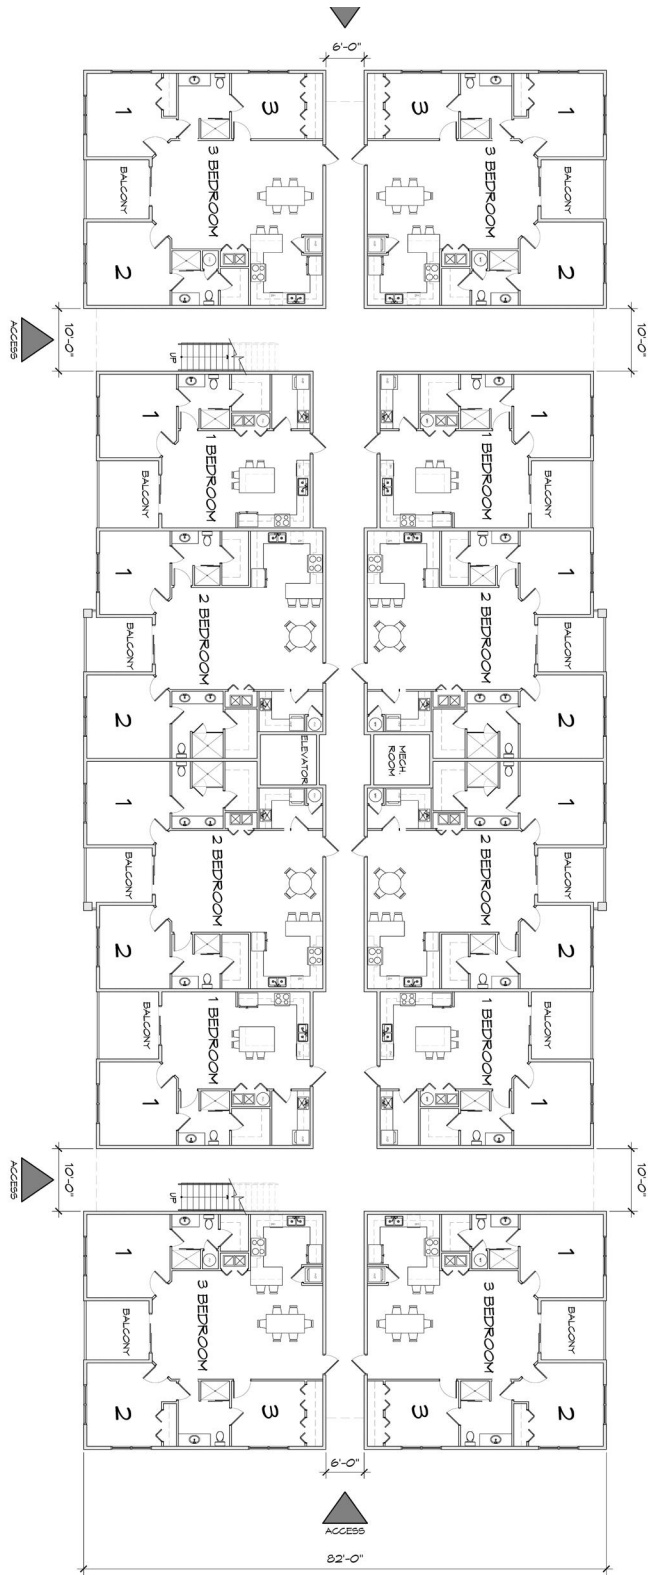 6'-0"
1
3
3
1
3 BEDROOM
3 BEDROOM
BALCONY
BALCONY
2
2
ACCESS
10'-0"
10'-0"
UP
1
1
1 BEDROOM
1 BEDROOM
BALCONY
BALCONY
1
1
2 BEDROOM
2 BEDROOM
BALCONY
BALCONY
2
2
ELEVATOR
MECH.
ROOM
1
1
2 BEDROOM
2 BEDROOM
BALCONY
BALCONY
2
2
1 BEDROOM
1 BEDROOM
BALCONY
BALCONY
1
1
ACCESS
10'-0"
10'-0"
UP
1
1
3 BEDROOM
3 BEDROOM
BALCONY
BALCONY
2
3
3
2
6'-0"
ACCESS
82'-0"